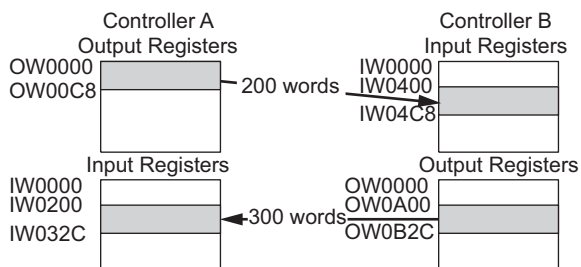 Controller A
Output Registers
OW0000
OW00C8
200 words
Controller B
Input Registers
IW0000
IW0400
IW04C8
Input Registers
IW0000
IW0200
IW032C
300 words
Output Registers
OW0000
OW0A00
OW0B2C